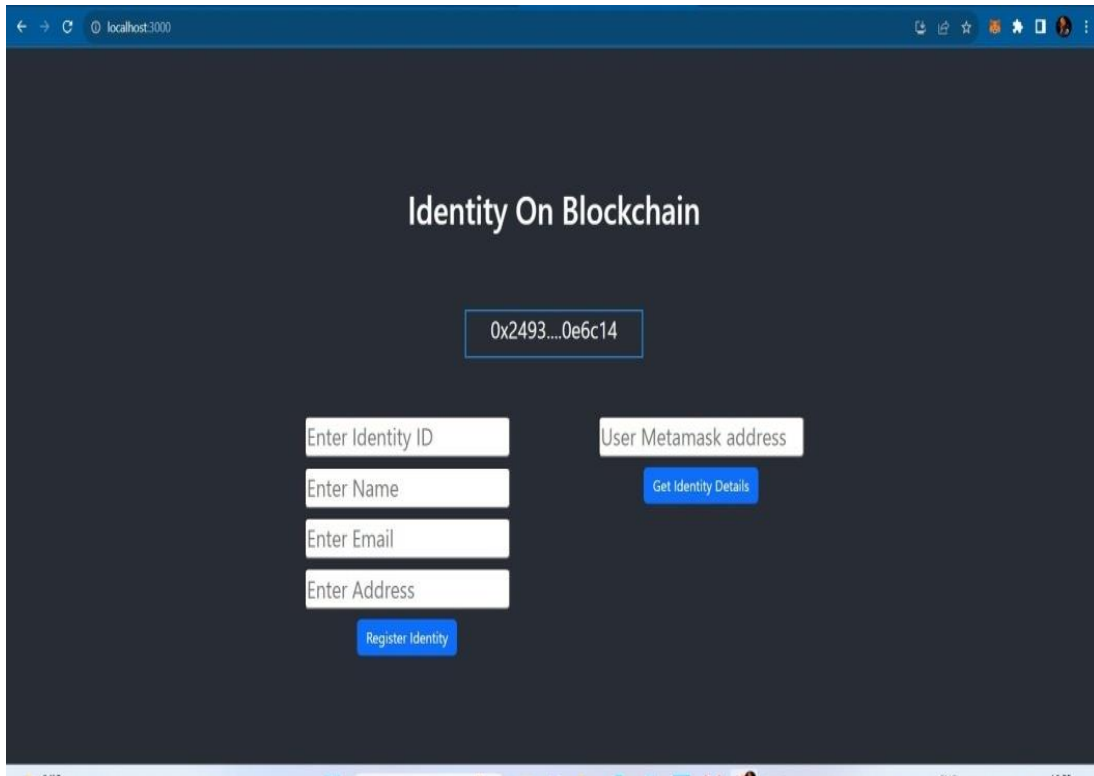 localhost:3000
Identity On Blockchain
0x2493....0e6c14
Enter Identity ID
Enter Name
Enter Email
Enter Address
Register Identity
User Metamask address
Get Identity Details